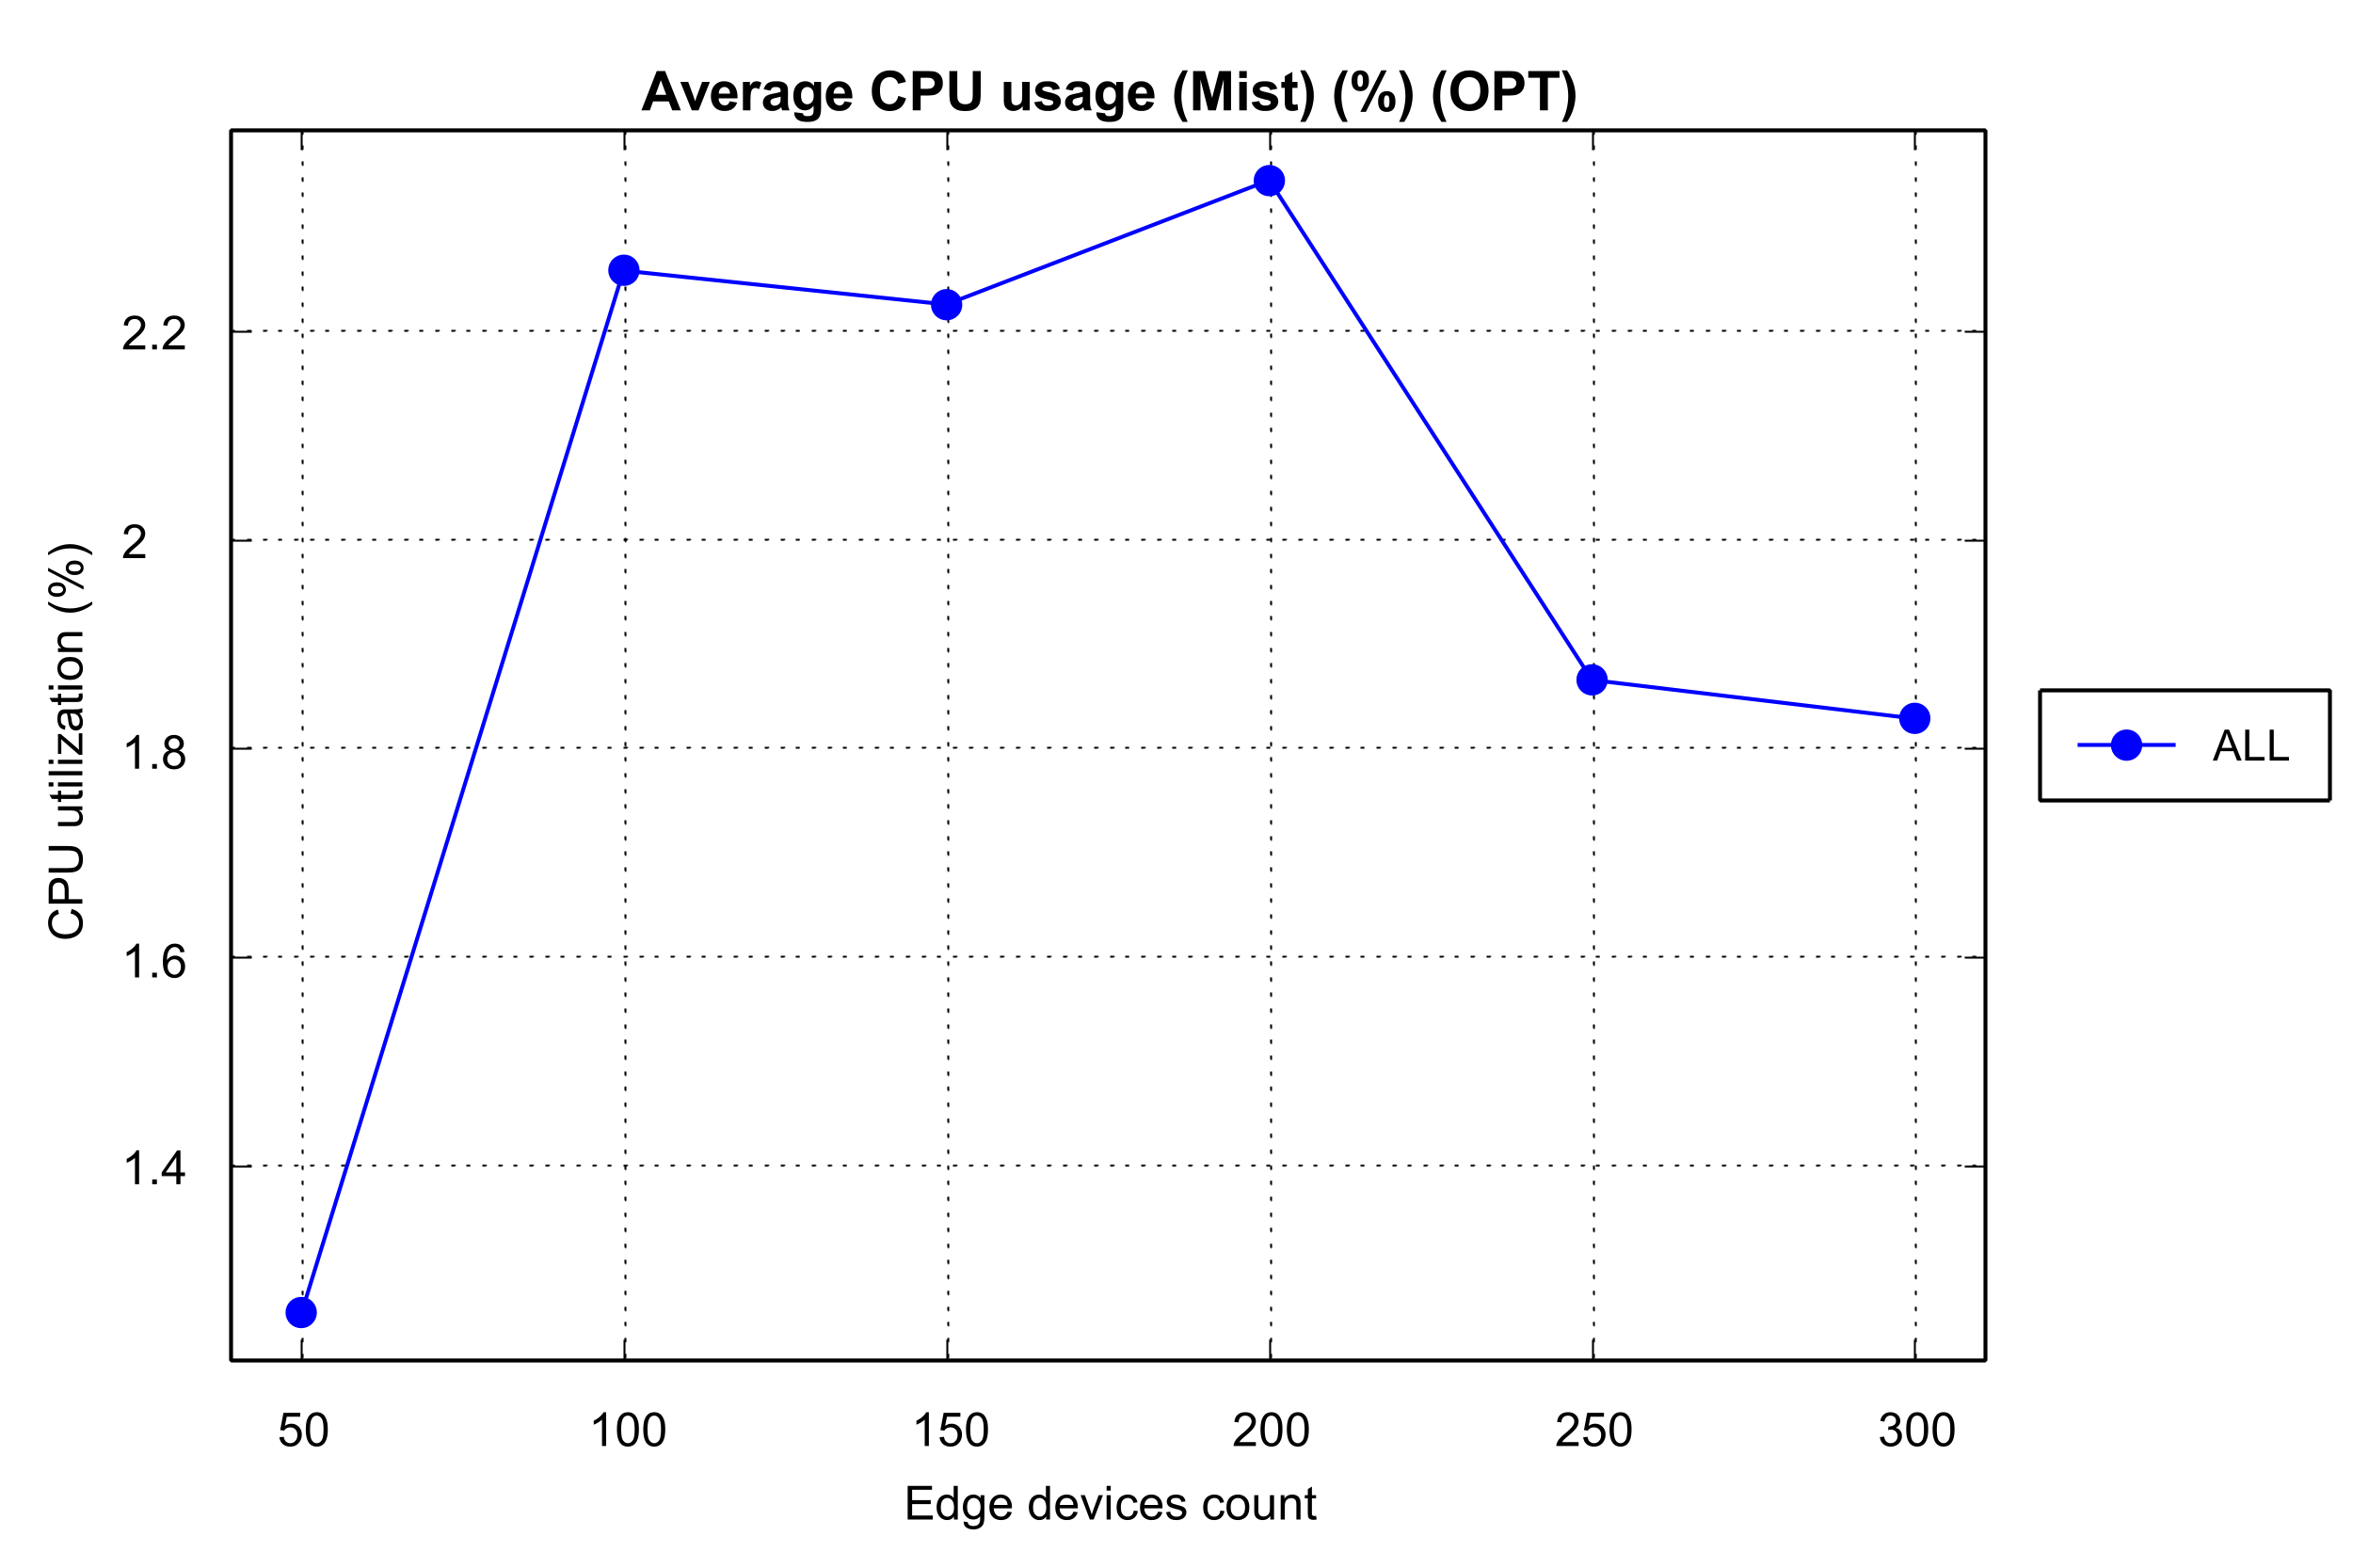 Average CPU usage (Mist) (%) (OPT)
CPU utilization (%)
2.2
2
1.8
1.6
1.4
ALL
50 100 150 200 250 300
Edge devices count